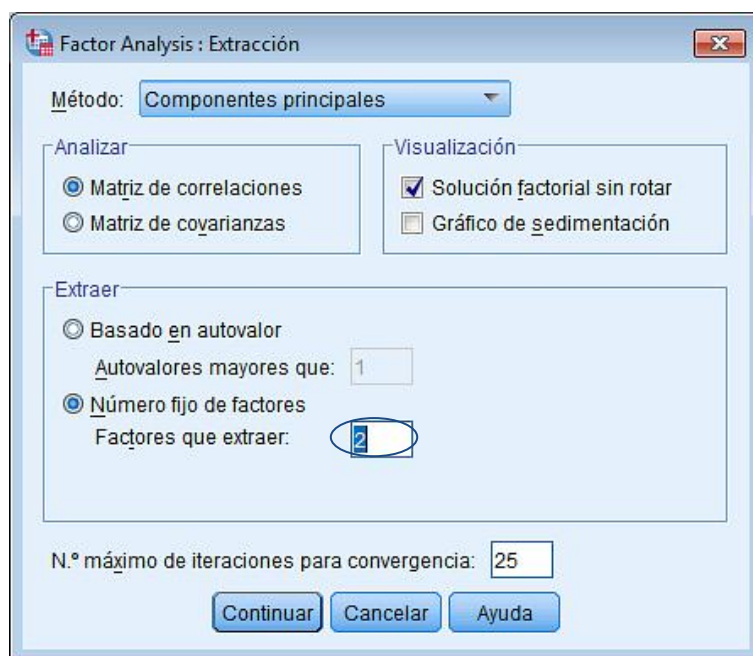 Factor Analysis : Extracción
Método: Componentes principales
Analizar
Matriz de correlaciones
Matriz de covarianzas
Visualización
Solución factorial sin rotar
Gráfico de sedimentación
Extraer
Basado en autovalor
Autovalores mayores que: 1
Número fijo de factores
Factores que extraer: 2
N.º máximo de iteraciones para convergencia: 25
Continuar Cancelar Ayuda